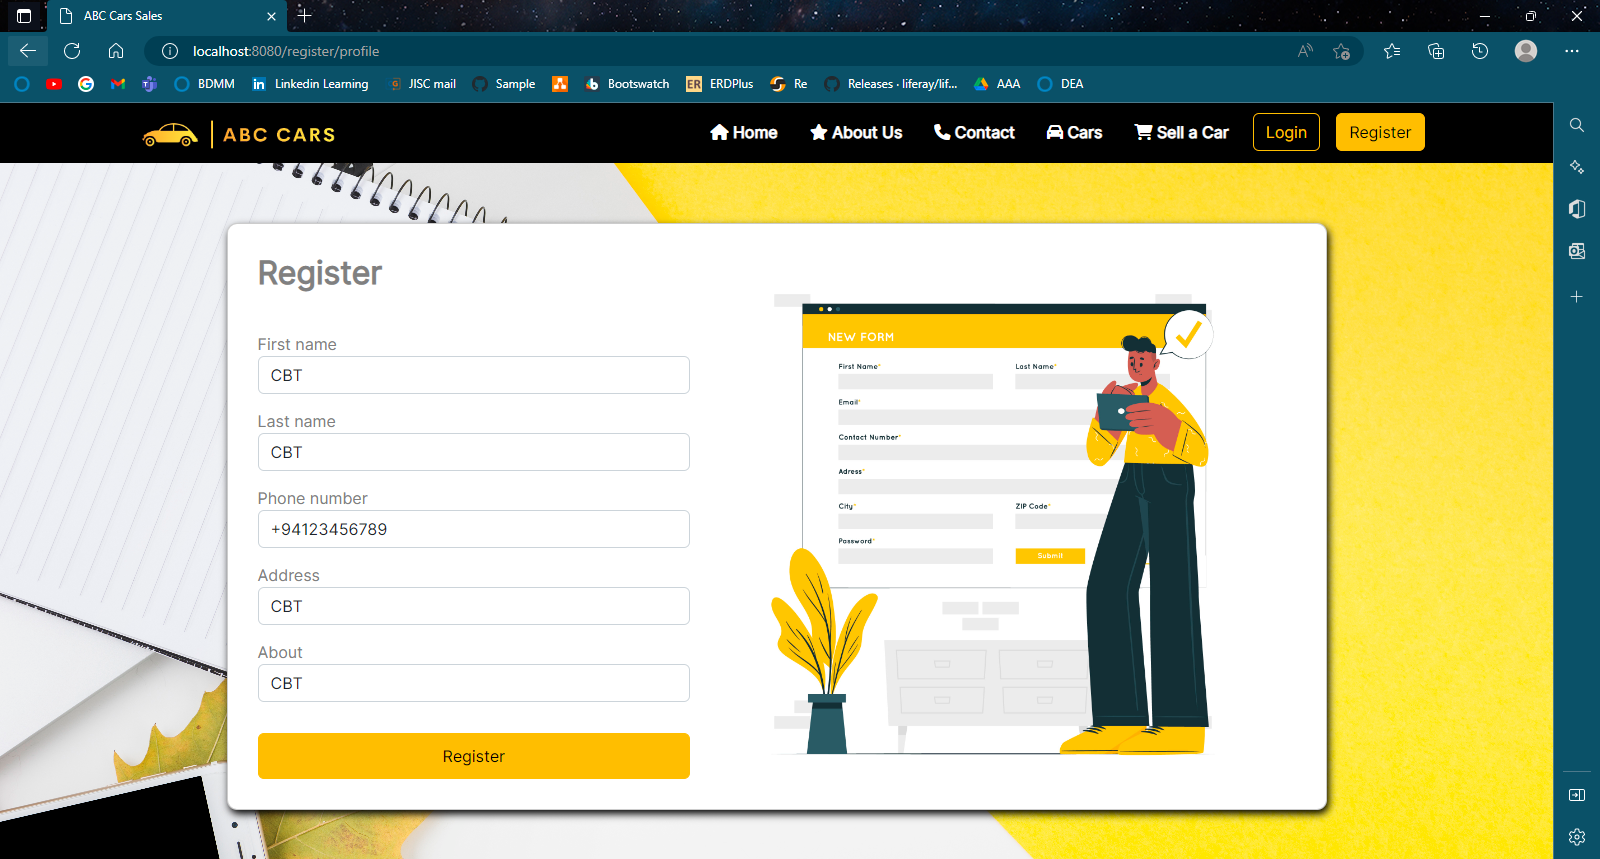 ABC Cars Sales
localhost:8080/register/profile
BDMM
Linkedin Learning
JISC mail
Sample
Bootswatch
ER
ERDPlus
Re
Releases · liferay/lif...
AAA
DEA
ABC CARS
Home
About Us
Contact
Cars
Sell a Car
Login
Register
Register
First name
CBT
Last name
CBT
Phone number
+94123456789
Address
CBT
About
CBT
Register
NEW FORM
First Name*
Last Name*
Email*
Contact Number*
Adress*
City*
ZIP Code*
Password*
Submit